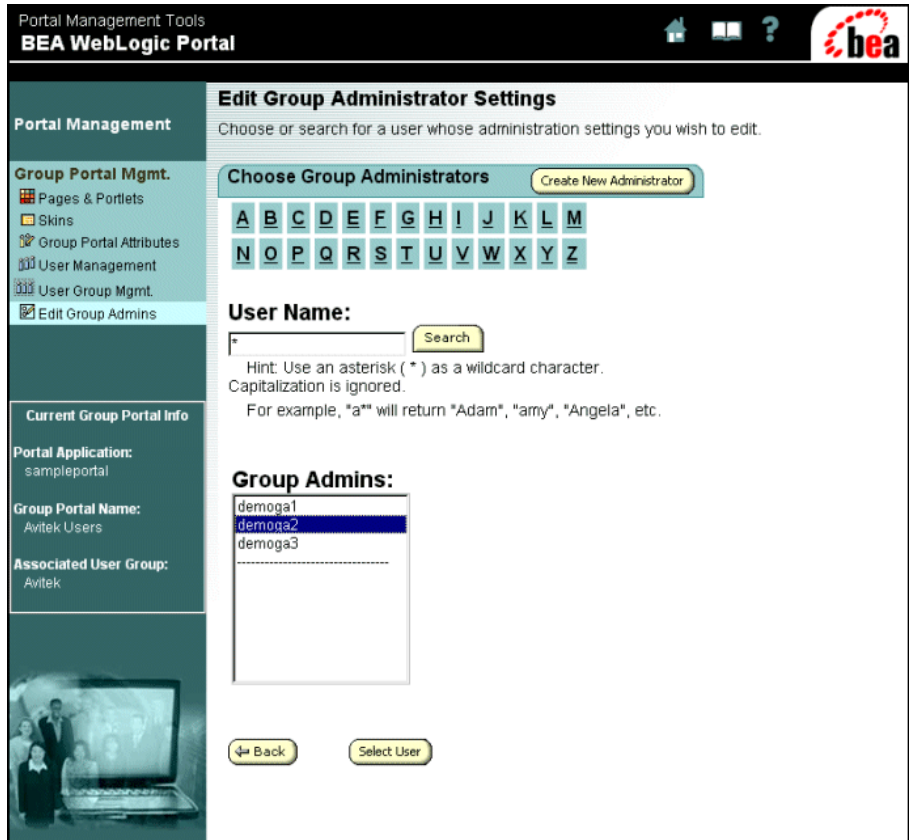 Portal Management Tools
BEA WebLogic Portal
?
bea
Portal Management
Group Portal Mgmt.
Pages & Portlets
Skins
Group Portal Attributes
User Management
User Group Mgmt.
Edit Group Admins
Current Group Portal Info
Portal Application:
sampleportal
Group Portal Name:
Avitek Users
Associated User Group:
Avitek
Edit Group Administrator Settings
Choose or search for a user whose administration settings you wish to edit.
Choose Group Administrators
Create New Administrator
A B C D E F G H I J K L M
N O P Q R S T U V W X Y Z
User Name:
*
Search
Hint: Use an asterisk ( * ) as a wildcard character.
Capitalization is ignored.
For example, "a*" will return "Adam", "amy", "Angela", etc.
Group Admins:
demoga1
demoga2
demoga3
--------------------------------
Back
Select User